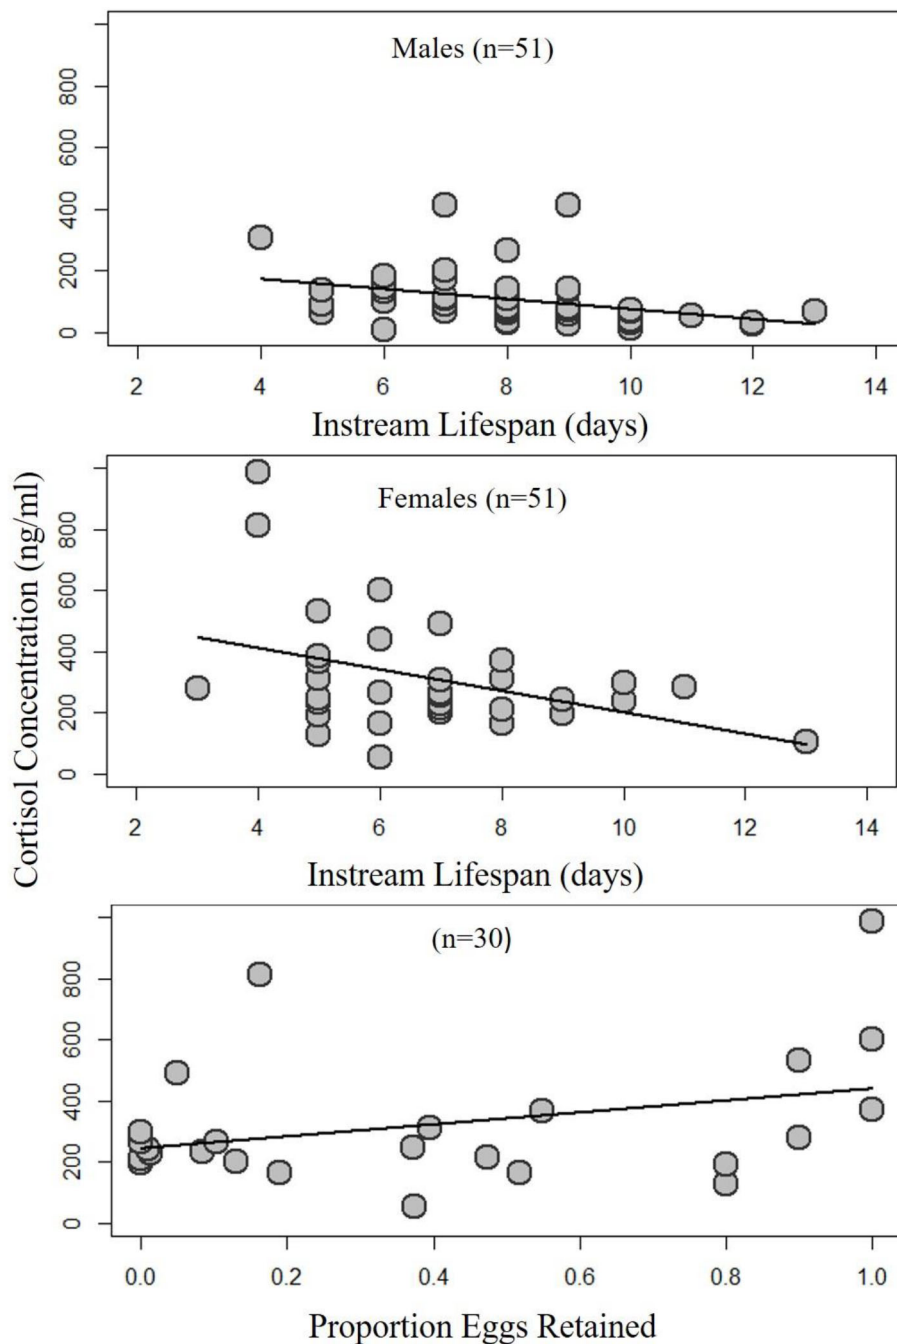 Males (n=51)
800
600
400
200
0
2 4 6 8 10 12 14
Instream Lifespan (days)
Cortisol Concentration (ng/ml)
Females (n=51)
800
600
400
200
0
2 4 6 8 10 12 14
Instream Lifespan (days)
(n=30)
800
600
400
200
0
0.0 0.2 0.4 0.6 0.8 1.0
Proportion Eggs Retained